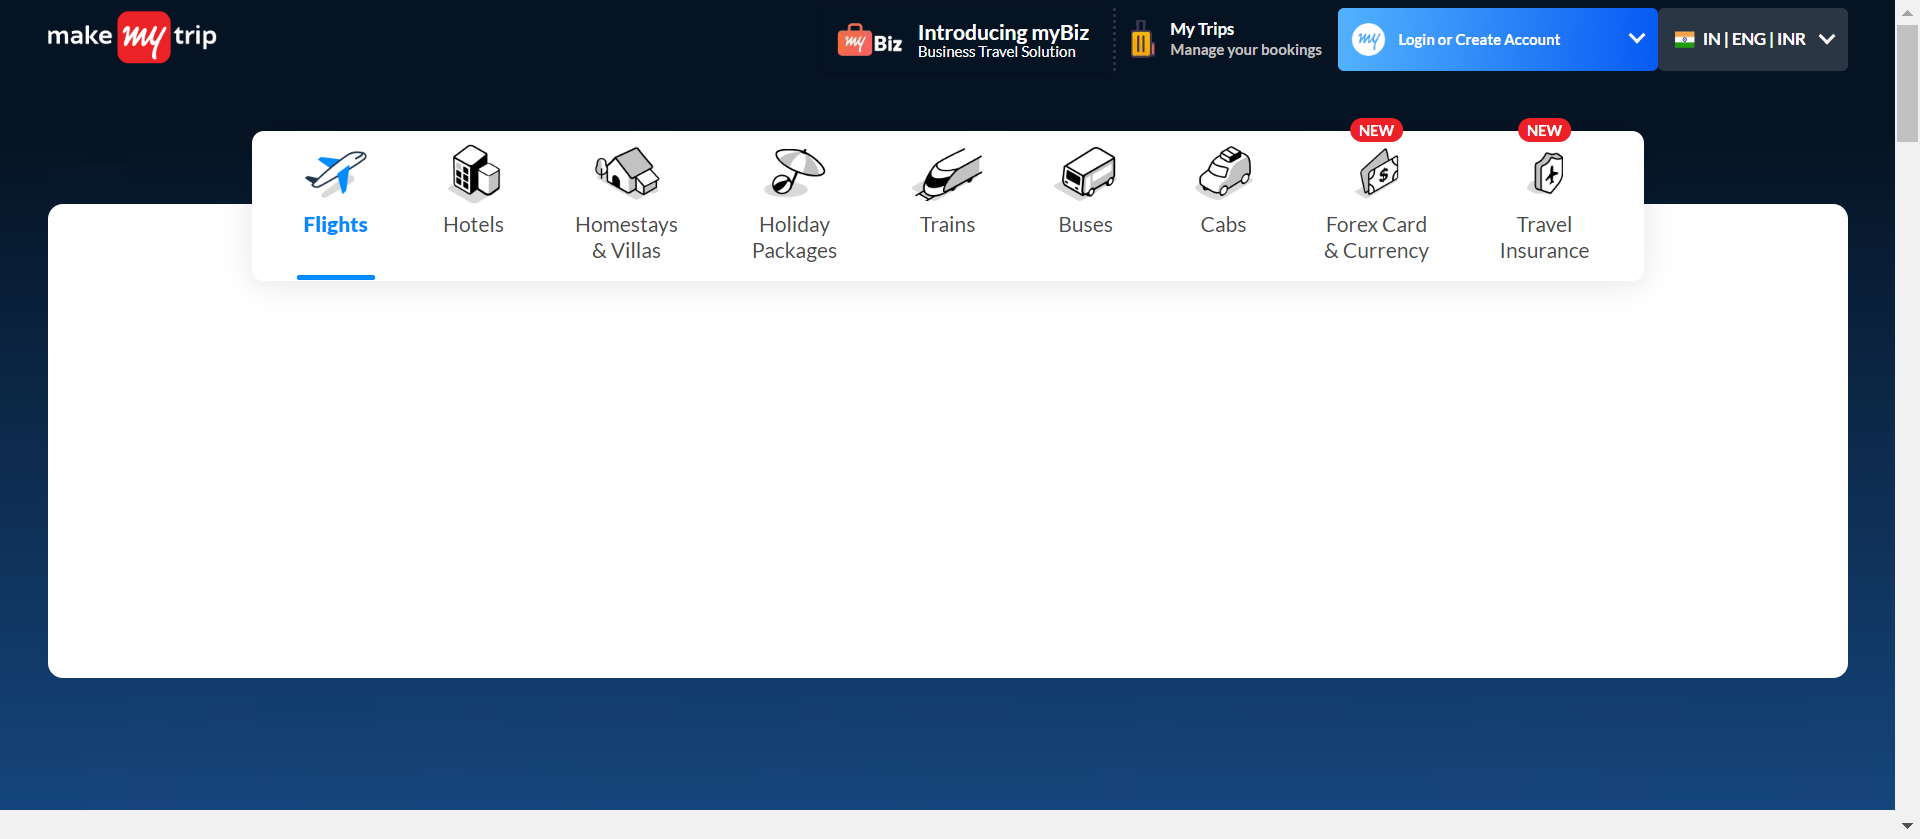 make my trip
my Biz
Introducing myBiz
Business Travel Solution
My Trips
Manage your bookings
my
Login or Create Account
IN | ENG | INR
NEW
NEW
Flights
Hotels
Homestays
& Villas
Holiday
Packages
Trains
Buses
Cabs
Forex Card
& Currency
Travel
Insurance